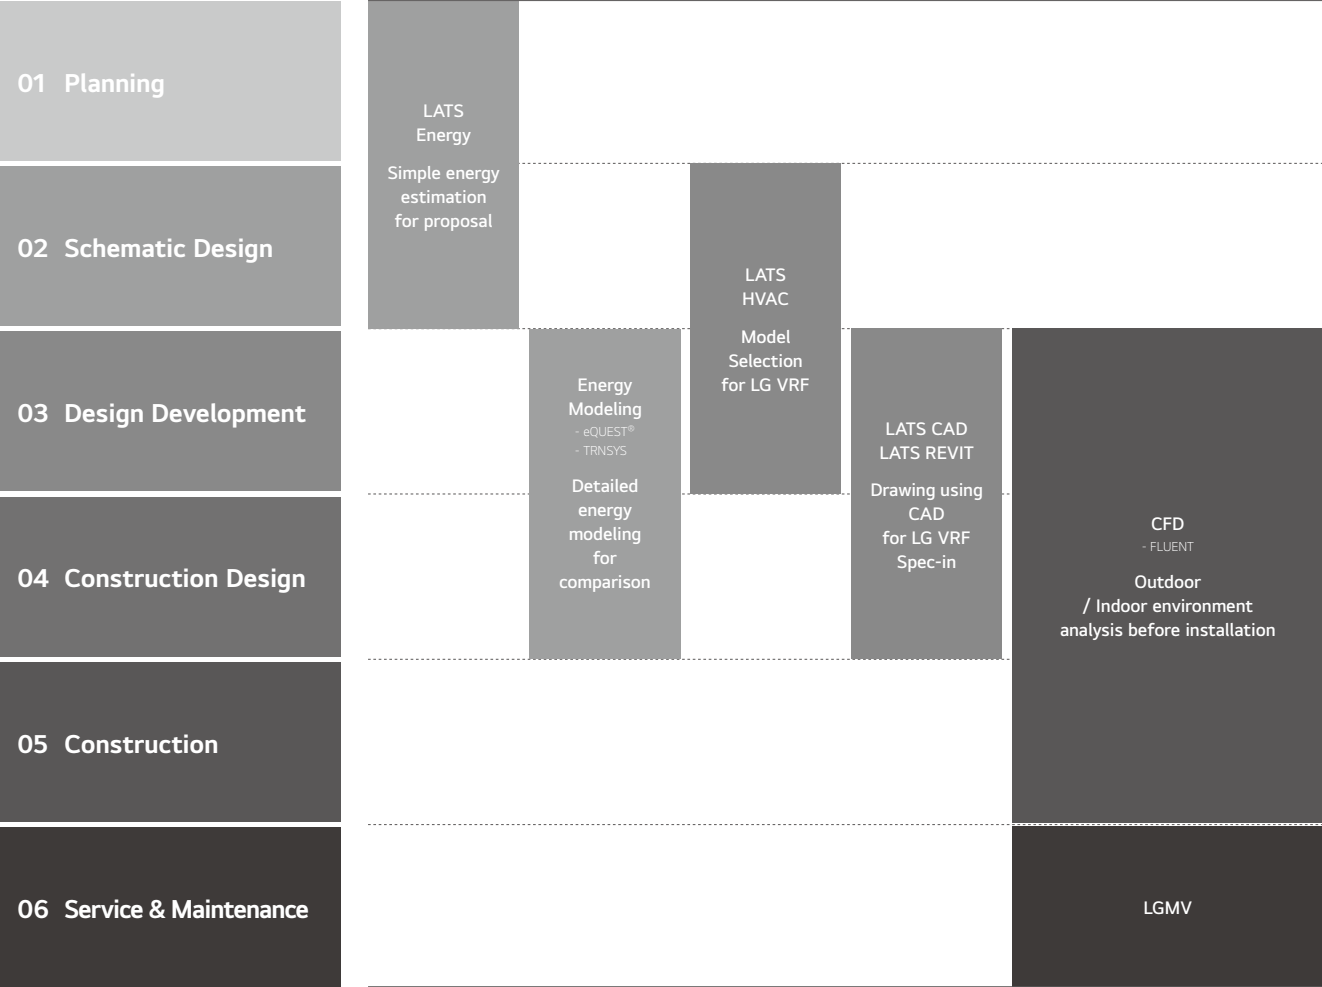 01 Planning
02 Schematic Design
03 Design Development
04 Construction Design
05 Construction
06 Service & Maintenance
LATS
Energy
Simple energy
estimation
for proposal
Energy
Modeling
- eQUEST®
- TRNSYS
Detailed
energy
modeling
for
comparison
LATS
HVAC
Model
Selection
for LG VRF
LATS CAD
LATS REVIT
Drawing using
CAD
for LG VRF
Spec-in
CFD
- FLUENT
Outdoor
/ Indoor environment
analysis before installation
LGMV